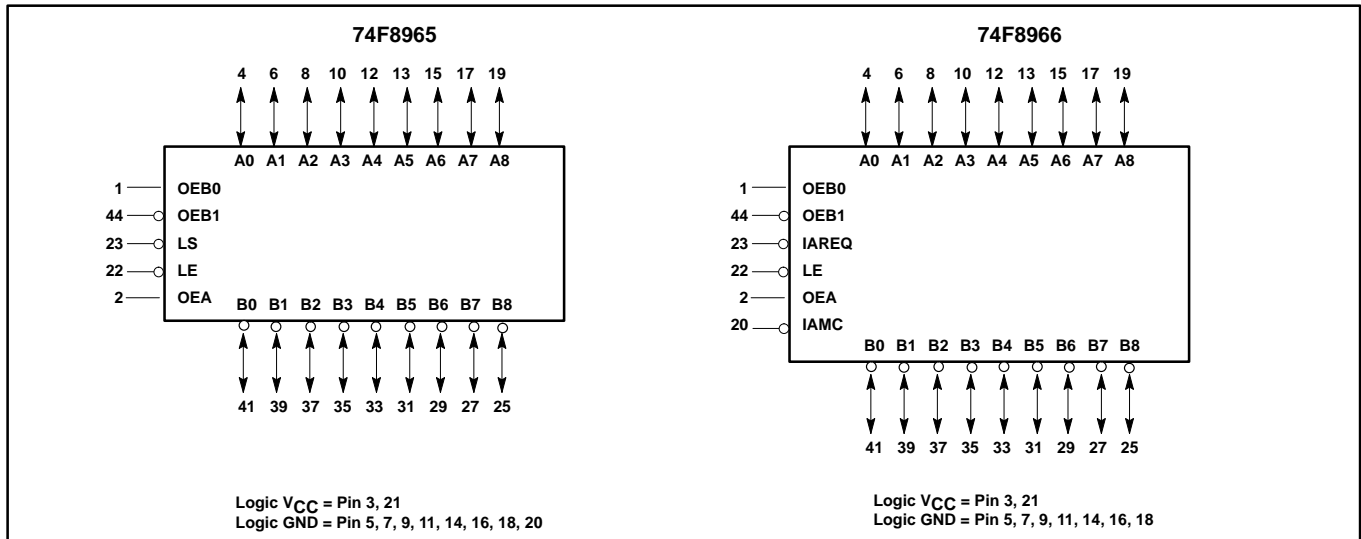 74F8965
4 6 8 10 12 13 15 17 19
A0 A1 A2 A3 A4 A5 A6 A7 A8
1 OEB0
44 OEB1
23 LS
22 LE
2 OEA
B0 B1 B2 B3 B4 B5 B6 B7 B8
41 39 37 35 33 31 29 27 25
Logic VCC = Pin 3, 21
Logic GND = Pin 5, 7, 9, 11, 14, 16, 18, 20
74F8966
4 6 8 10 12 13 15 17 19
A0 A1 A2 A3 A4 A5 A6 A7 A8
1 OEB0
44 OEB1
23 IAREQ
22 LE
2 OEA
20 IAMC
B0 B1 B2 B3 B4 B5 B6 B7 B8
41 39 37 35 33 31 29 27 25
Logic VCC = Pin 3, 21
Logic GND = Pin 5, 7, 9, 11, 14, 16, 18